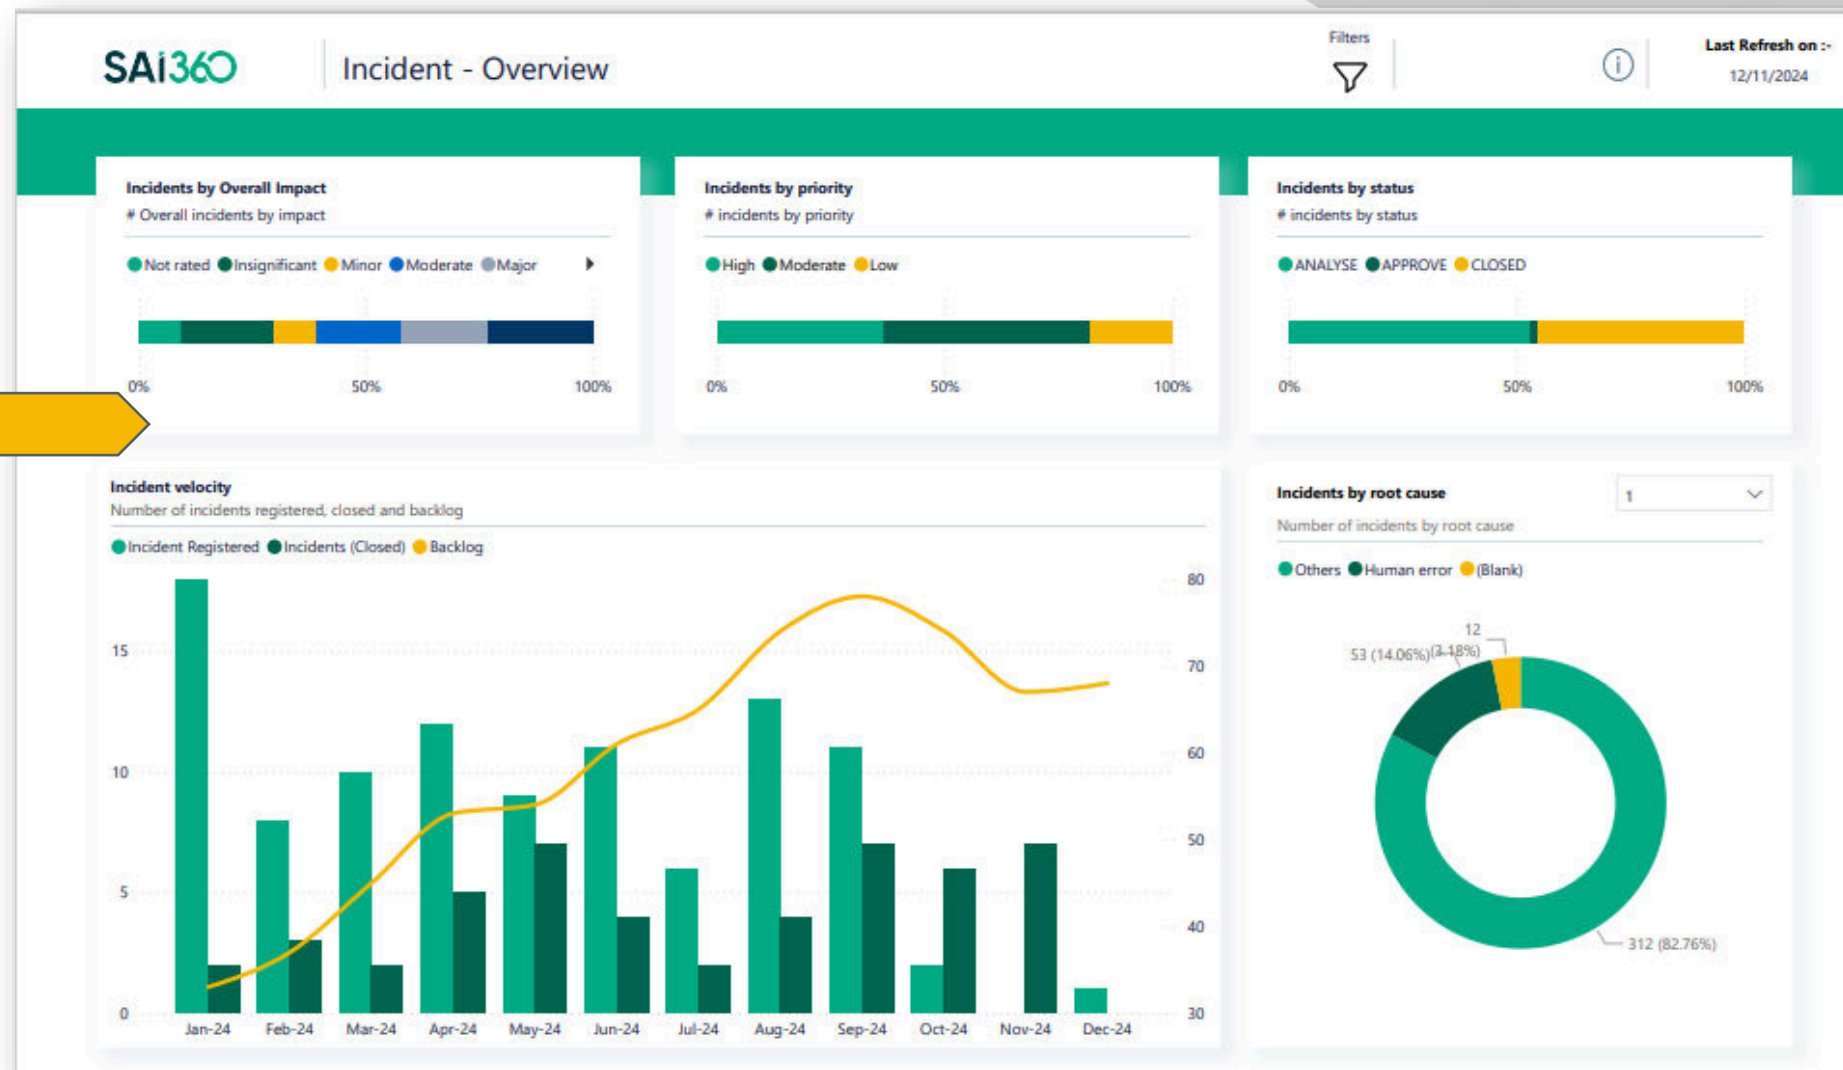 SAI360
Incident - Overview
Filters
Last Refresh on :-
12/11/2024
Incidents by Overall Impact
# Overall incidents by impact
Not rated Insignificant Minor Moderate Major
0% 50% 100%
Incidents by priority
# incidents by priority
High Moderate Low
0% 50% 100%
Incidents by status
# incidents by status
ANALYSE APPROVE CLOSED
0% 50% 100%
Incident velocity
Number of incidents registered, closed and backlog
Incident Registered Incidents (Closed) Backlog
80
15
70
60
10
50
5
40
0
30
Jan-24 Feb-24 Mar-24 Apr-24 May-24 Jun-24 Jul-24 Aug-24 Sep-24 Oct-24 Nov-24 Dec-24
Incidents by root cause
1
Number of incidents by root cause
Others Human error (Blank)
12
(3.18%)
53 (14.06%)
312 (82.76%)